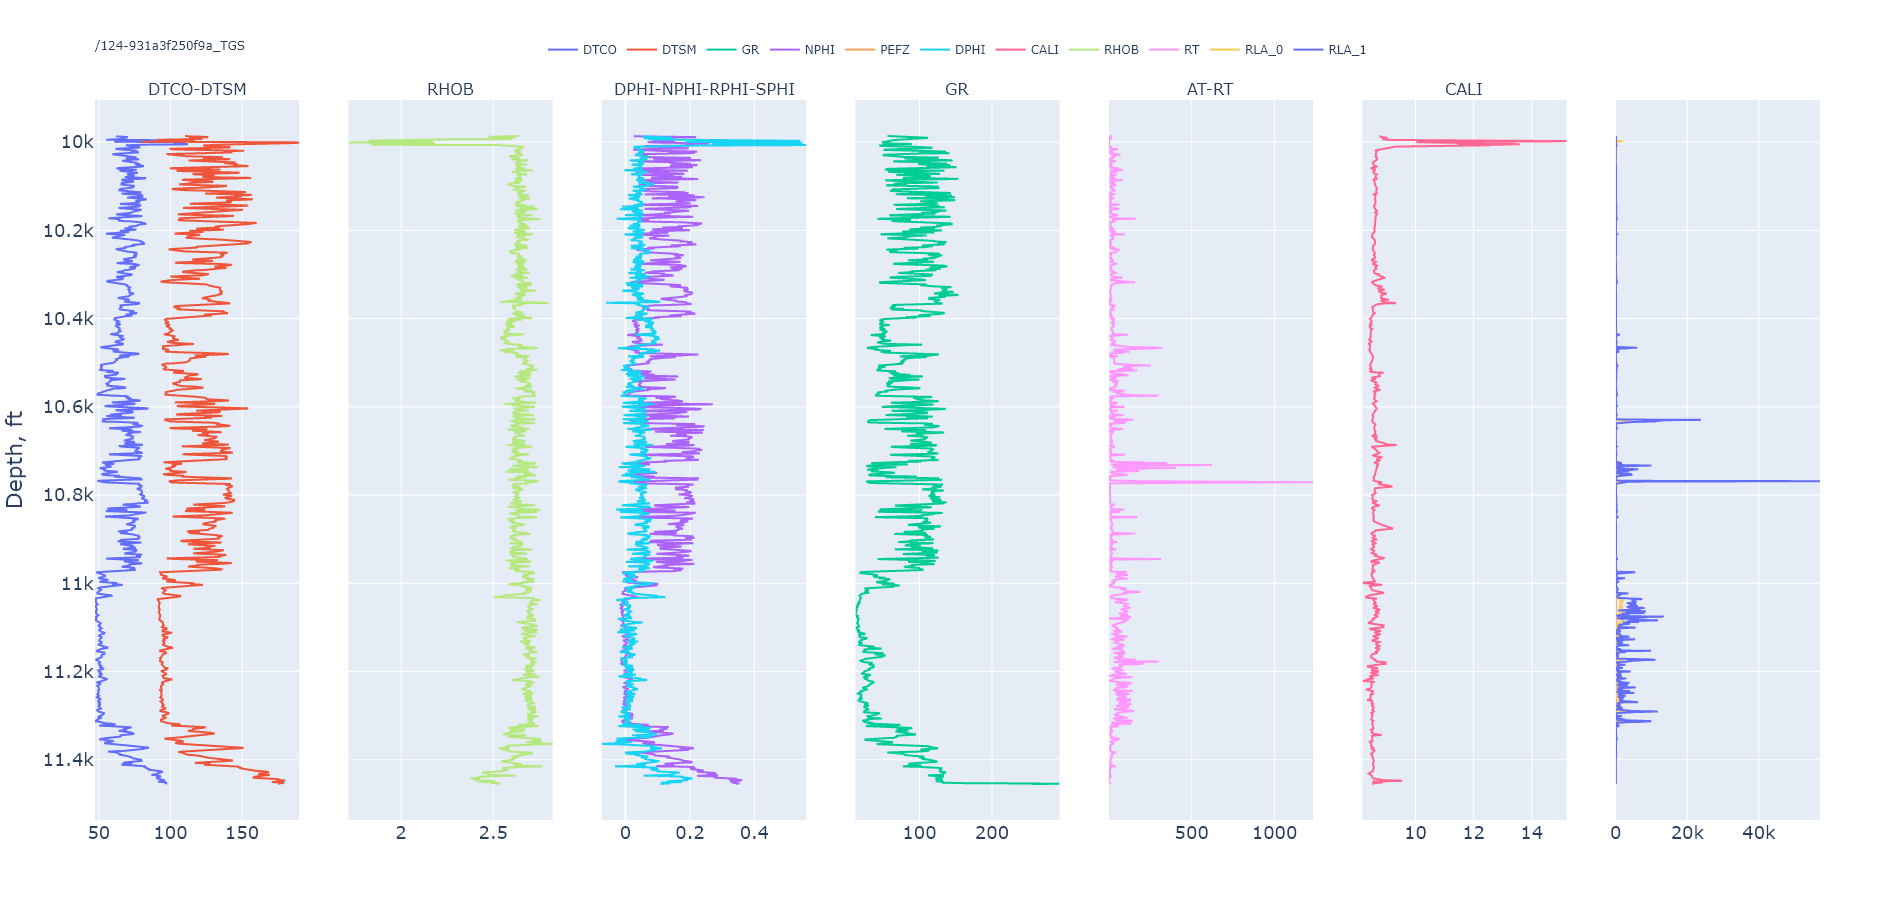 /124-931a3f250f9a_TGS
DTCO DTSM GR NPHI PEFZ DPHI CALI RHOB RT RLA_0 RLA_1
DTCO-DTSM RHOB DPHI-NPHI-RPHI-SPHI GR AT-RT CALI
Depth, ft
10k
10.2k
10.4k
10.6k
10.8k
11k
11.2k
11.4k
50 100 150 2 2.5 0 0.2 0.4 100 200 500 1000 10 12 14 0 20k 40k